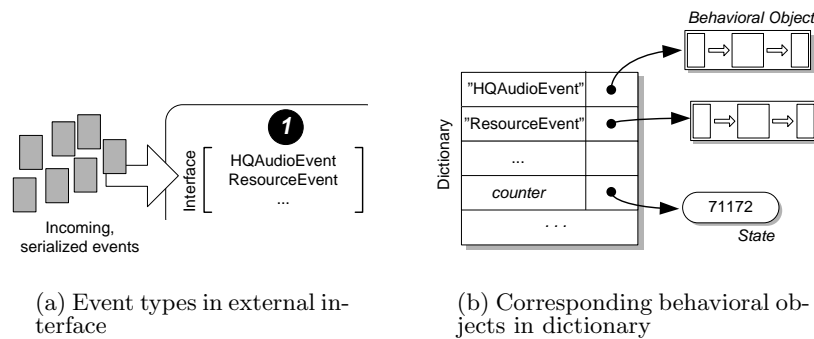 1
Interface
HQAudioEvent
ResourceEvent
...
Incoming,
serialized events
(a) Event types in external in-
terface
Behavioral Object
Dictionary
"HQAudioEvent"
"ResourceEvent"
...
counter
. . .
71172
State
(b) Corresponding behavioral ob-
jects in dictionary